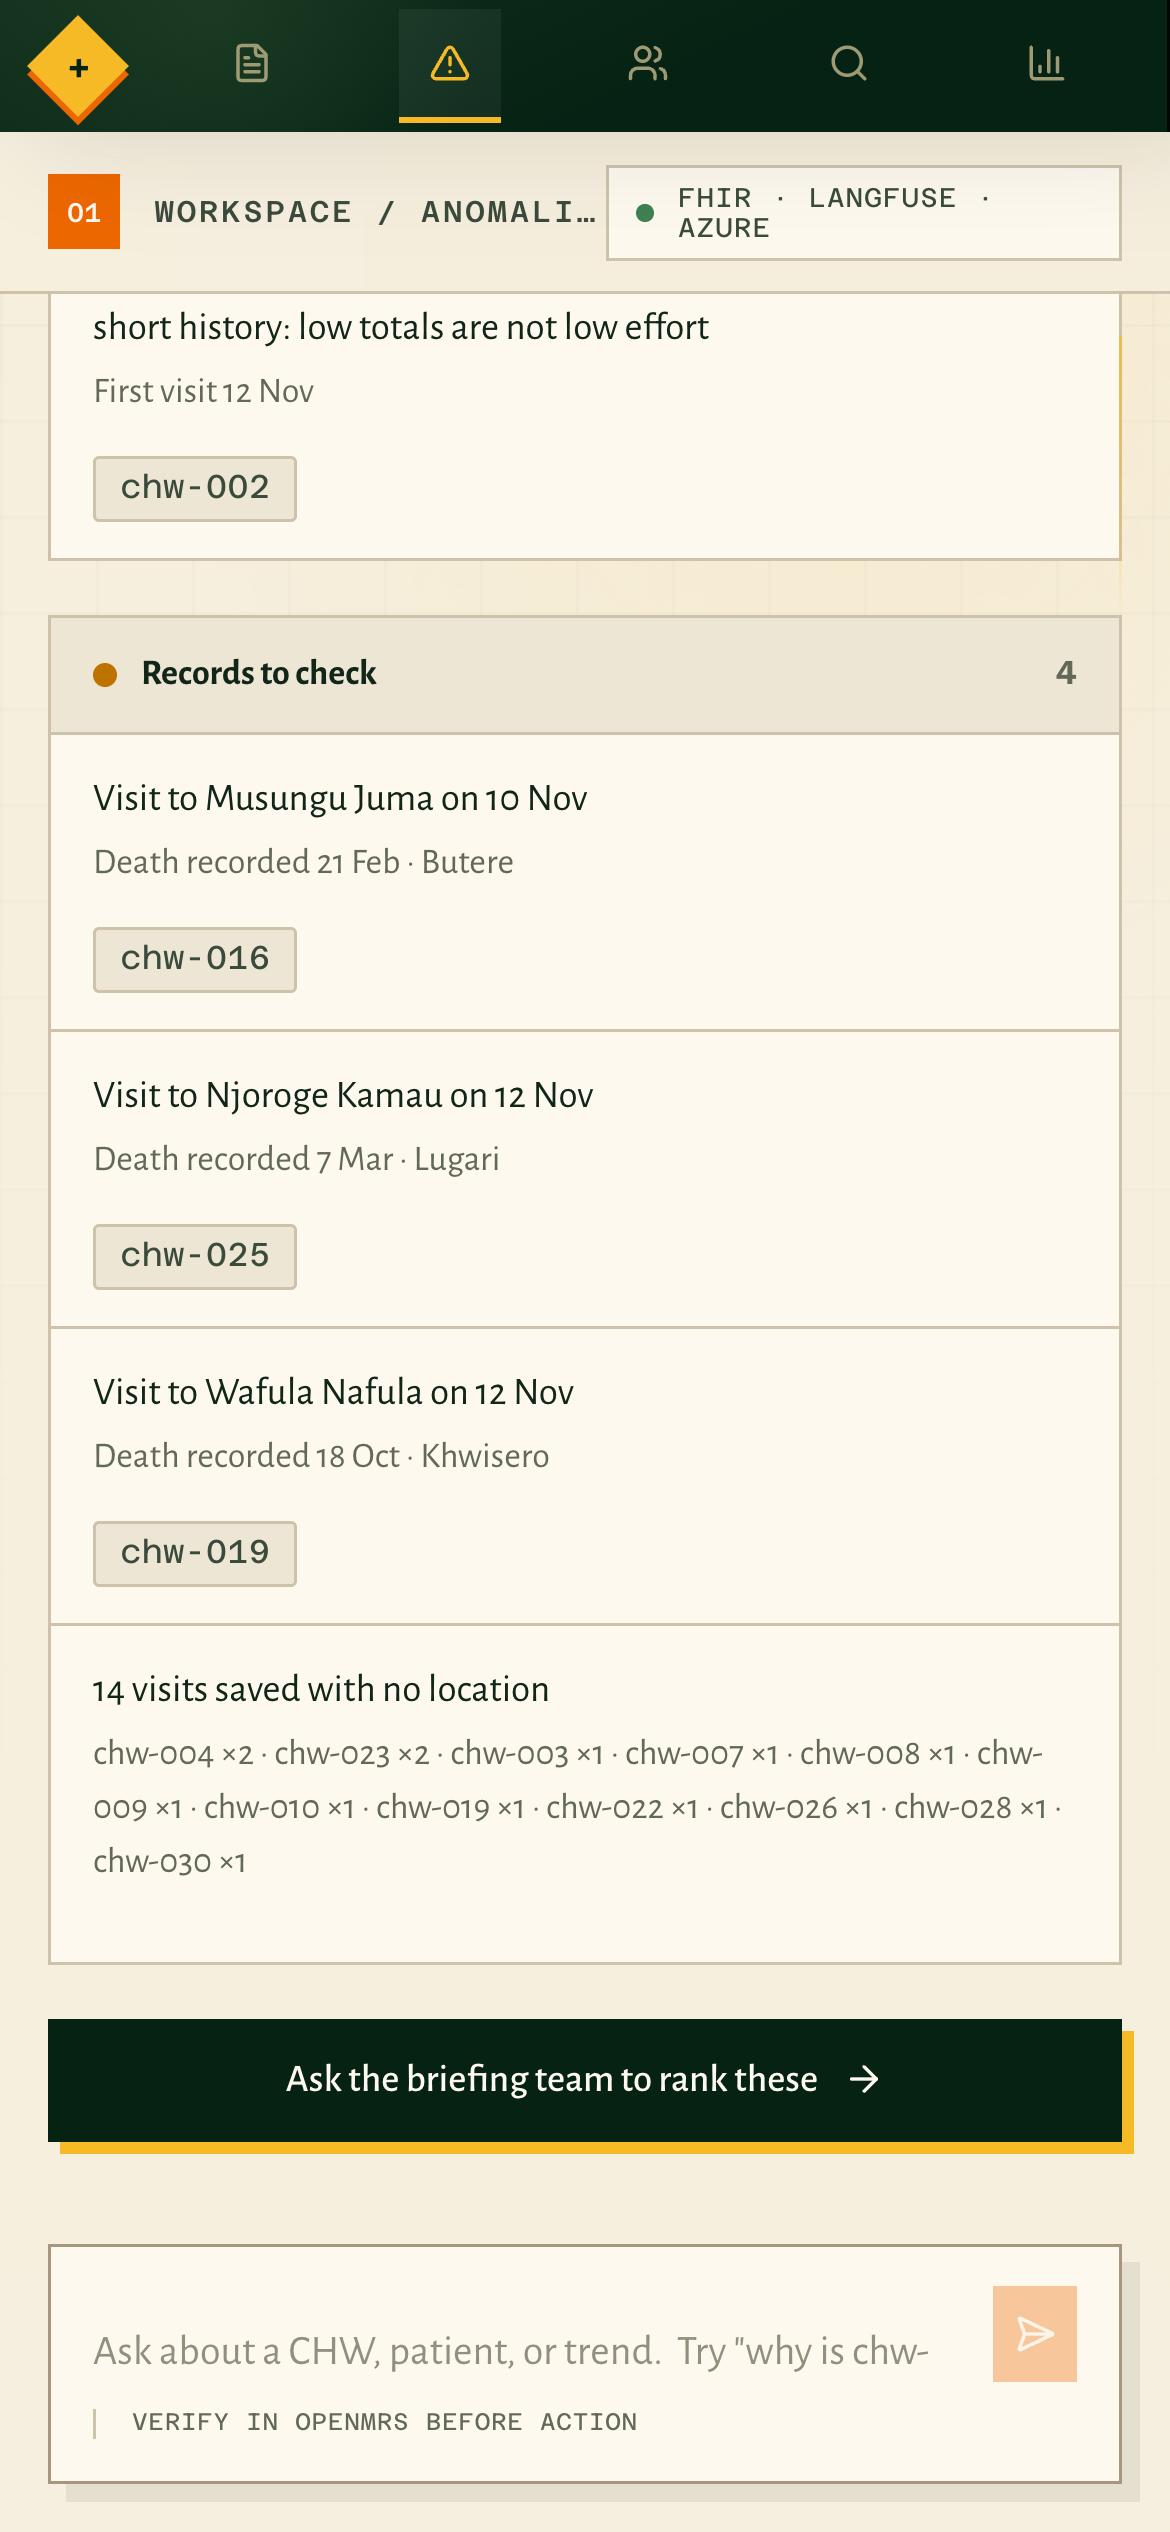 +
01
WORKSPACE / ANOMALI…
FHIR · LANGFUSE ·
AZURE
short history: low totals are not low effort
First visit 12 Nov
chw-002
Records to check
4
Visit to Musungu Juma on 10 Nov
Death recorded 21 Feb · Butere
chw-016
Visit to Njoroge Kamau on 12 Nov
Death recorded 7 Mar · Lugari
chw-025
Visit to Wafula Nafula on 12 Nov
Death recorded 18 Oct · Khwisero
chw-019
14 visits saved with no location
chw-004 ×2 · chw-023 ×2 · chw-003 ×1 · chw-007 ×1 · chw-008 ×1 · chw-
009 ×1 · chw-010 ×1 · chw-019 ×1 · chw-022 ×1 · chw-026 ×1 · chw-028 ×1 ·
chw-030 ×1
Ask the briefing team to rank these →
Ask about a CHW, patient, or trend. Try "why is chw-
VERIFY IN OPENMRS BEFORE ACTION